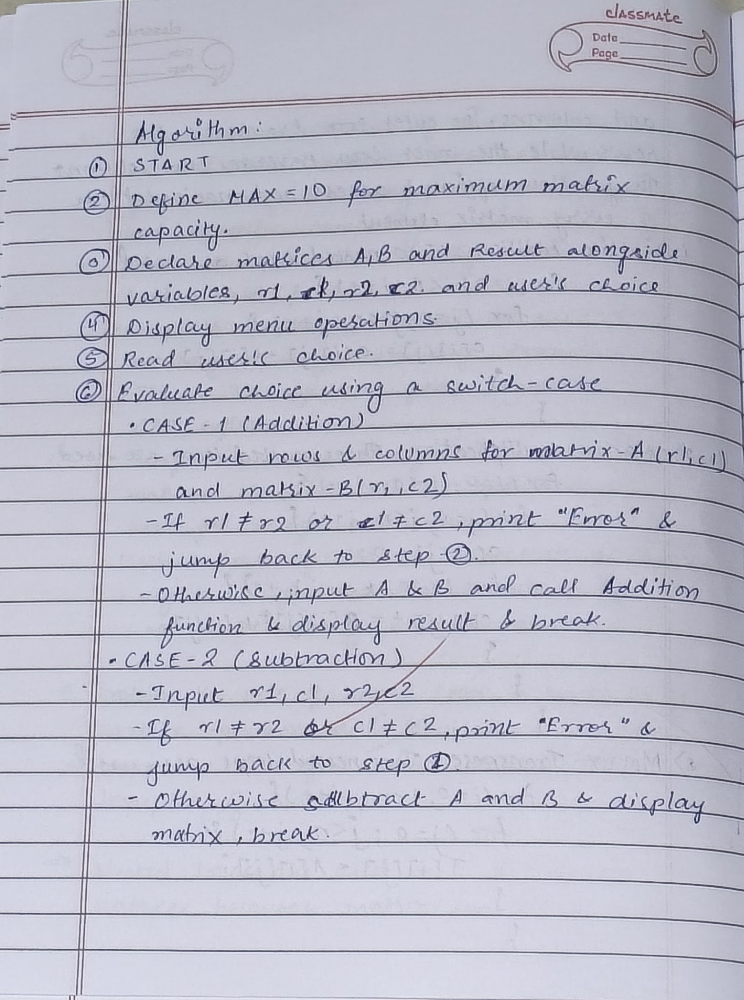 classmate
Date
Page
Algorithm:
① START
② Define MAX = 10 for maximum matrix
capacity.
③ Declare matrices A, B and Result alongside
variables, r1, c1, r2, c2. and user's choice
④ Display menu operations.
⑤ Read user's choice.
⑥ Evaluate choice using a switch-case
• CASE - 1 (Addition)
- Input rows & columns for matrix-A (r1, c1)
and matrix-B (r2, c2)
- If r1 ≠ r2 or c1 ≠ c2, print "Error" &
jump back to step ②.
- Otherwise, input A & B and call Addition
function & display result & break.
• CASE-2 (subtraction)
- Input r1, c1, r2, c2
- If r1 ≠ r2 or c1 ≠ c2, print "Error" &
jump back to step
- Otherwise subtract A and B & display
matrix, break.